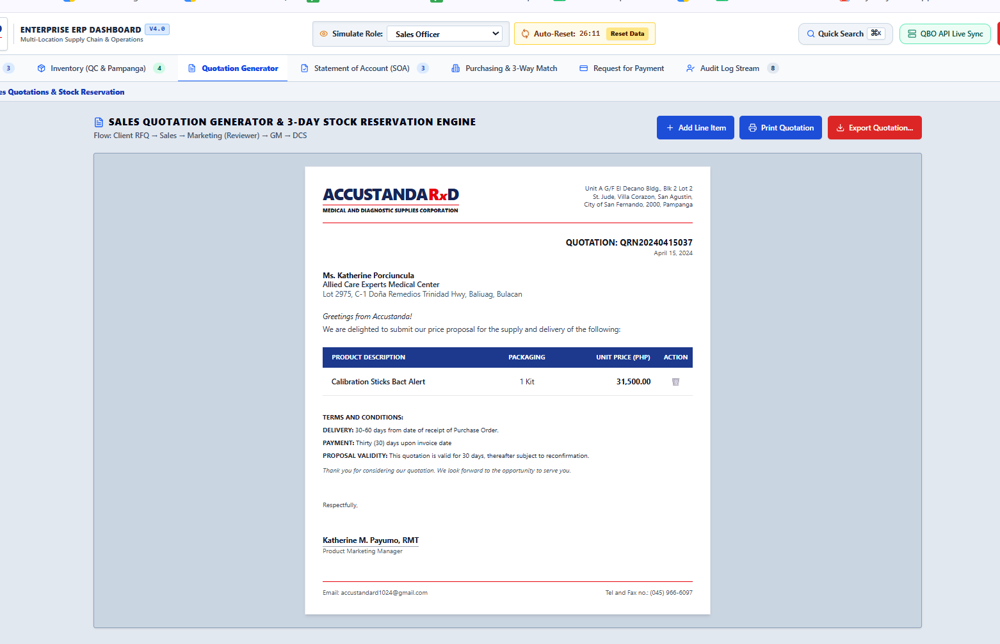 ENTERPRISE ERP DASHBOARD V4.0
Multi-Location Supply Chain & Operations
Simulate Role: Sales Officer
Auto-Reset: 26:11 Reset Data
Quick Search ⌘K
QBO API Live Sync
3
Inventory (QC & Pampanga) 4
Quotation Generator
Statement of Account (SOA) 3
Purchasing & 3-Way Match
Request for Payment
Audit Log Stream 8
es Quotations & Stock Reservation
SALES QUOTATION GENERATOR & 3-DAY STOCK RESERVATION ENGINE
Flow: Client RFQ → Sales → Marketing (Reviewer) → GM → DCS
+ Add Line Item
Print Quotation
Export Quotation...
ACCUSTANDARxD
MEDICAL AND DIAGNOSTIC SUPPLIES CORPORATION
Unit A G/F El Decano Bldg., Blk 2 Lot 2
St. Jude, Villa Corazon, San Agustin,
City of San Fernando, 2000, Pampanga
QUOTATION: QRN20240415037
April 15, 2024
Ms. Katherine Porciuncula
Allied Care Experts Medical Center
Lot 2975, C-1 Doña Remedios Trinidad Hwy, Baliuag, Bulacan
Greetings from Accustanda!
We are delighted to submit our price proposal for the supply and delivery of the following:
PRODUCT DESCRIPTION PACKAGING UNIT PRICE (PHP) ACTION
Calibration Sticks Bact Alert 1 Kit 31,500.00
TERMS AND CONDITIONS:
DELIVERY: 30-60 days from date of receipt of Purchase Order.
PAYMENT: Thirty (30) days upon invoice date
PROPOSAL VALIDITY: This quotation is valid for 30 days, thereafter subject to reconfirmation.
Thank you for considering our quotation. We look forward to the opportunity to serve you.
Respectfully,
Katherine M. Payumo, RMT
Product Marketing Manager
Email: accustandard1024@gmail.com
Tel and Fax no.: (045) 966-6097